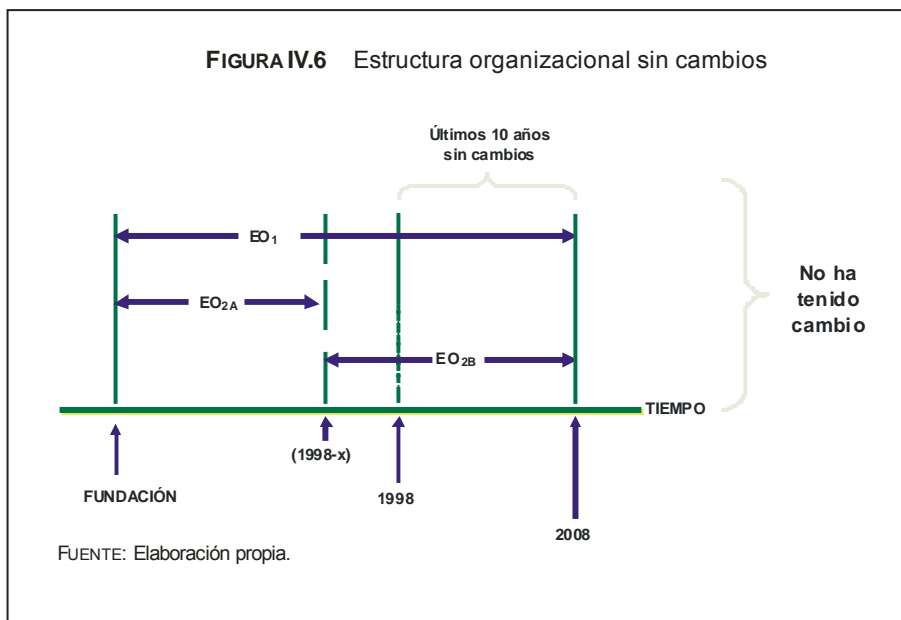 FIGURA IV.6 Estructura organizacional sin cambios
Últimos 10 años
sin cambios
EO1
EO2A
EO2B
No ha
tenido
cambio
TIEMPO
(1998-x)
FUNDACIÓN
1998
2008
FUENTE: Elaboración propia.